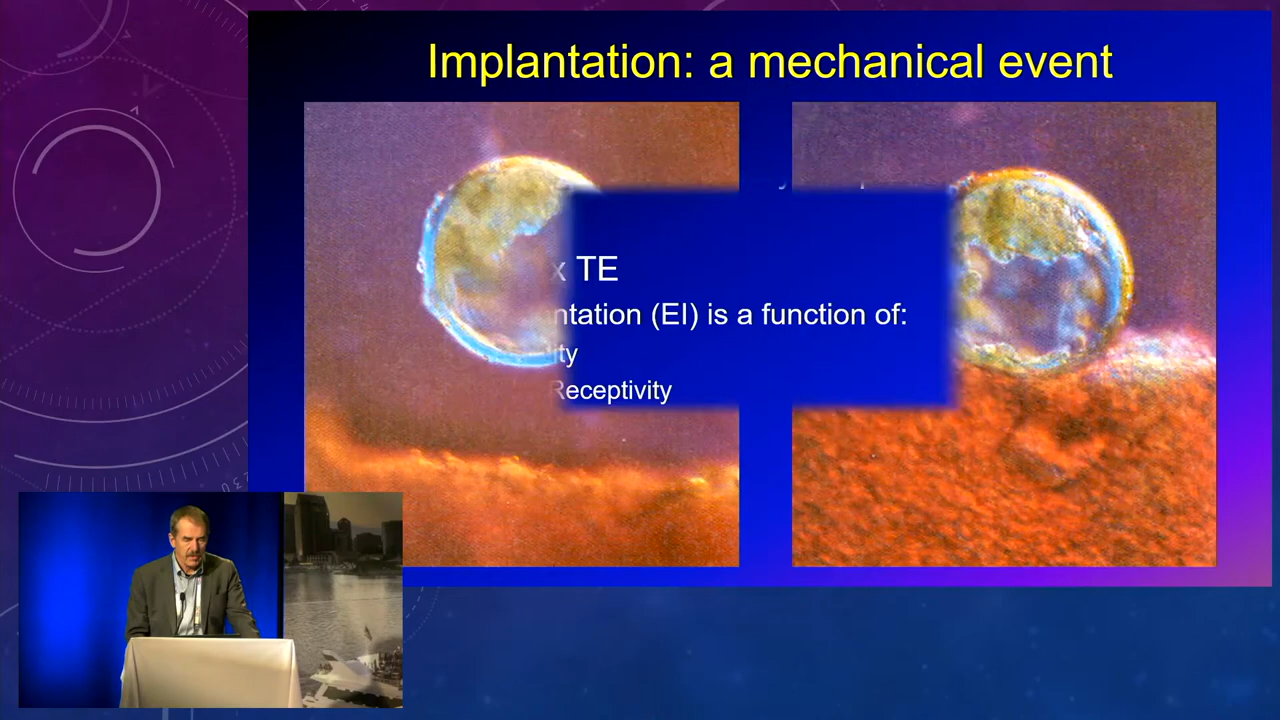 Implantation: a mechanical event
x TE
ntation (EI) is a function of:
ity
Receptivity